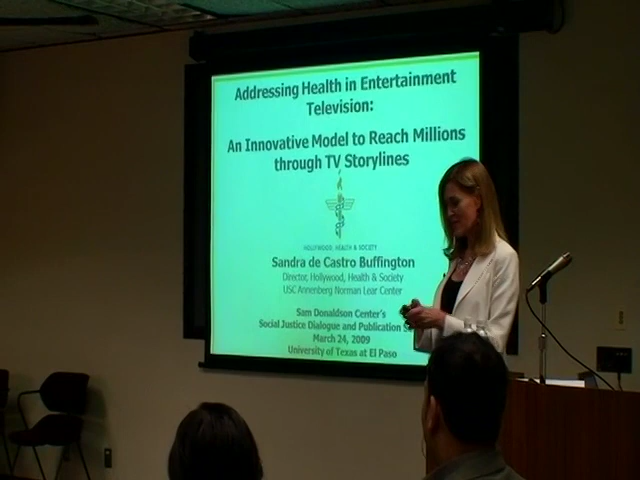 Addressing Health in Entertainment
Television:
An Innovative Model to Reach Millions
through TV Storylines
HOLLYWOOD, HEALTH & SOCIETY
Sandra de Castro Buffington
Director, Hollywood, Health & Society
USC Annenberg Norman Lear Center
Sam Donaldson Center's
Social Justice Dialogue and Publication S
March 24, 2009
University of Texas at El Paso